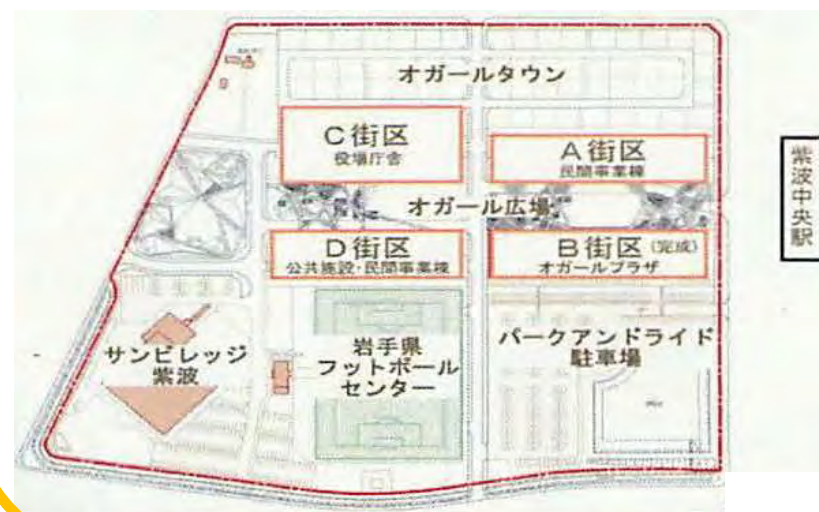 オガールタウン
C街区
役場庁舎
A街区
民間事業棟
紫波中央駅
オガール広場
D街区
公共施設・民間事業棟
B街区(完成)
オガールプラザ
サンビレッジ
紫波
岩手県
フットボール
センター
パークアンドライド
駐車場